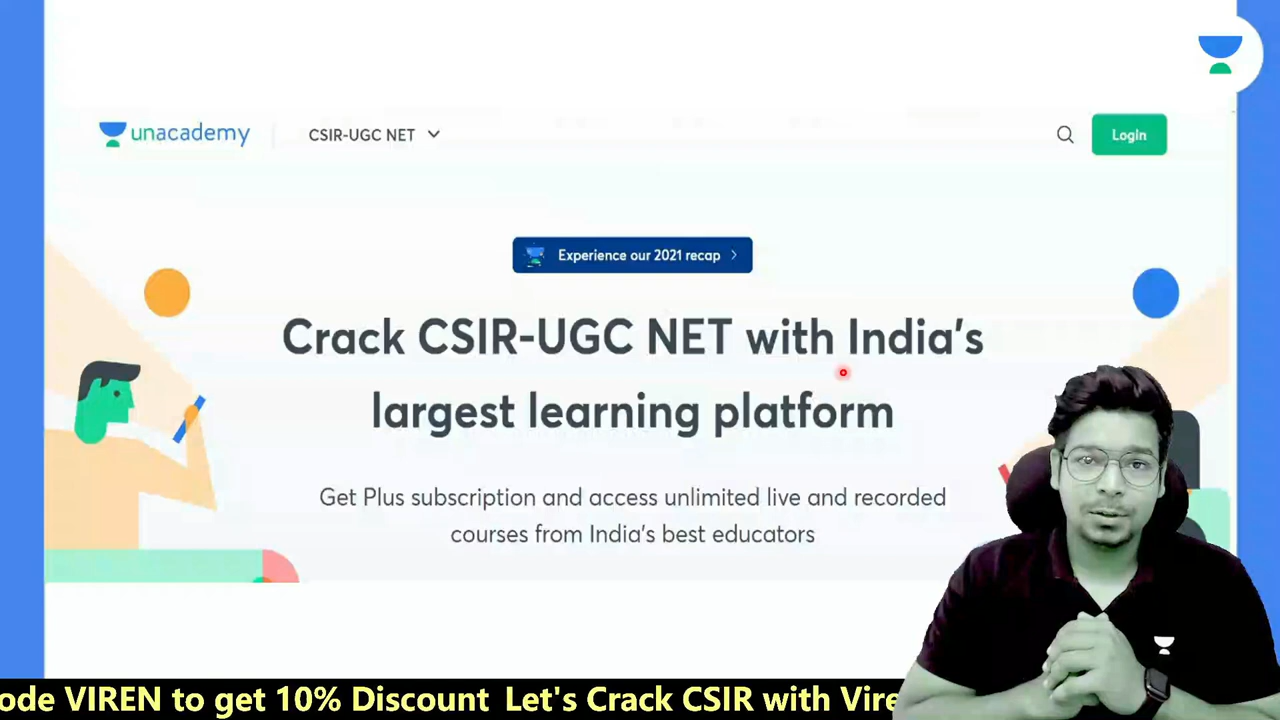 unacademy
CSIR-UGC NET
Login
Experience our 2021 recap
Crack CSIR-UGC NET with India's
largest learning platform
Get Plus subscription and access unlimited live and recorded
courses from India's best educators
ode VIREN to get 10% Discount Let's Crack CSIR with Vire